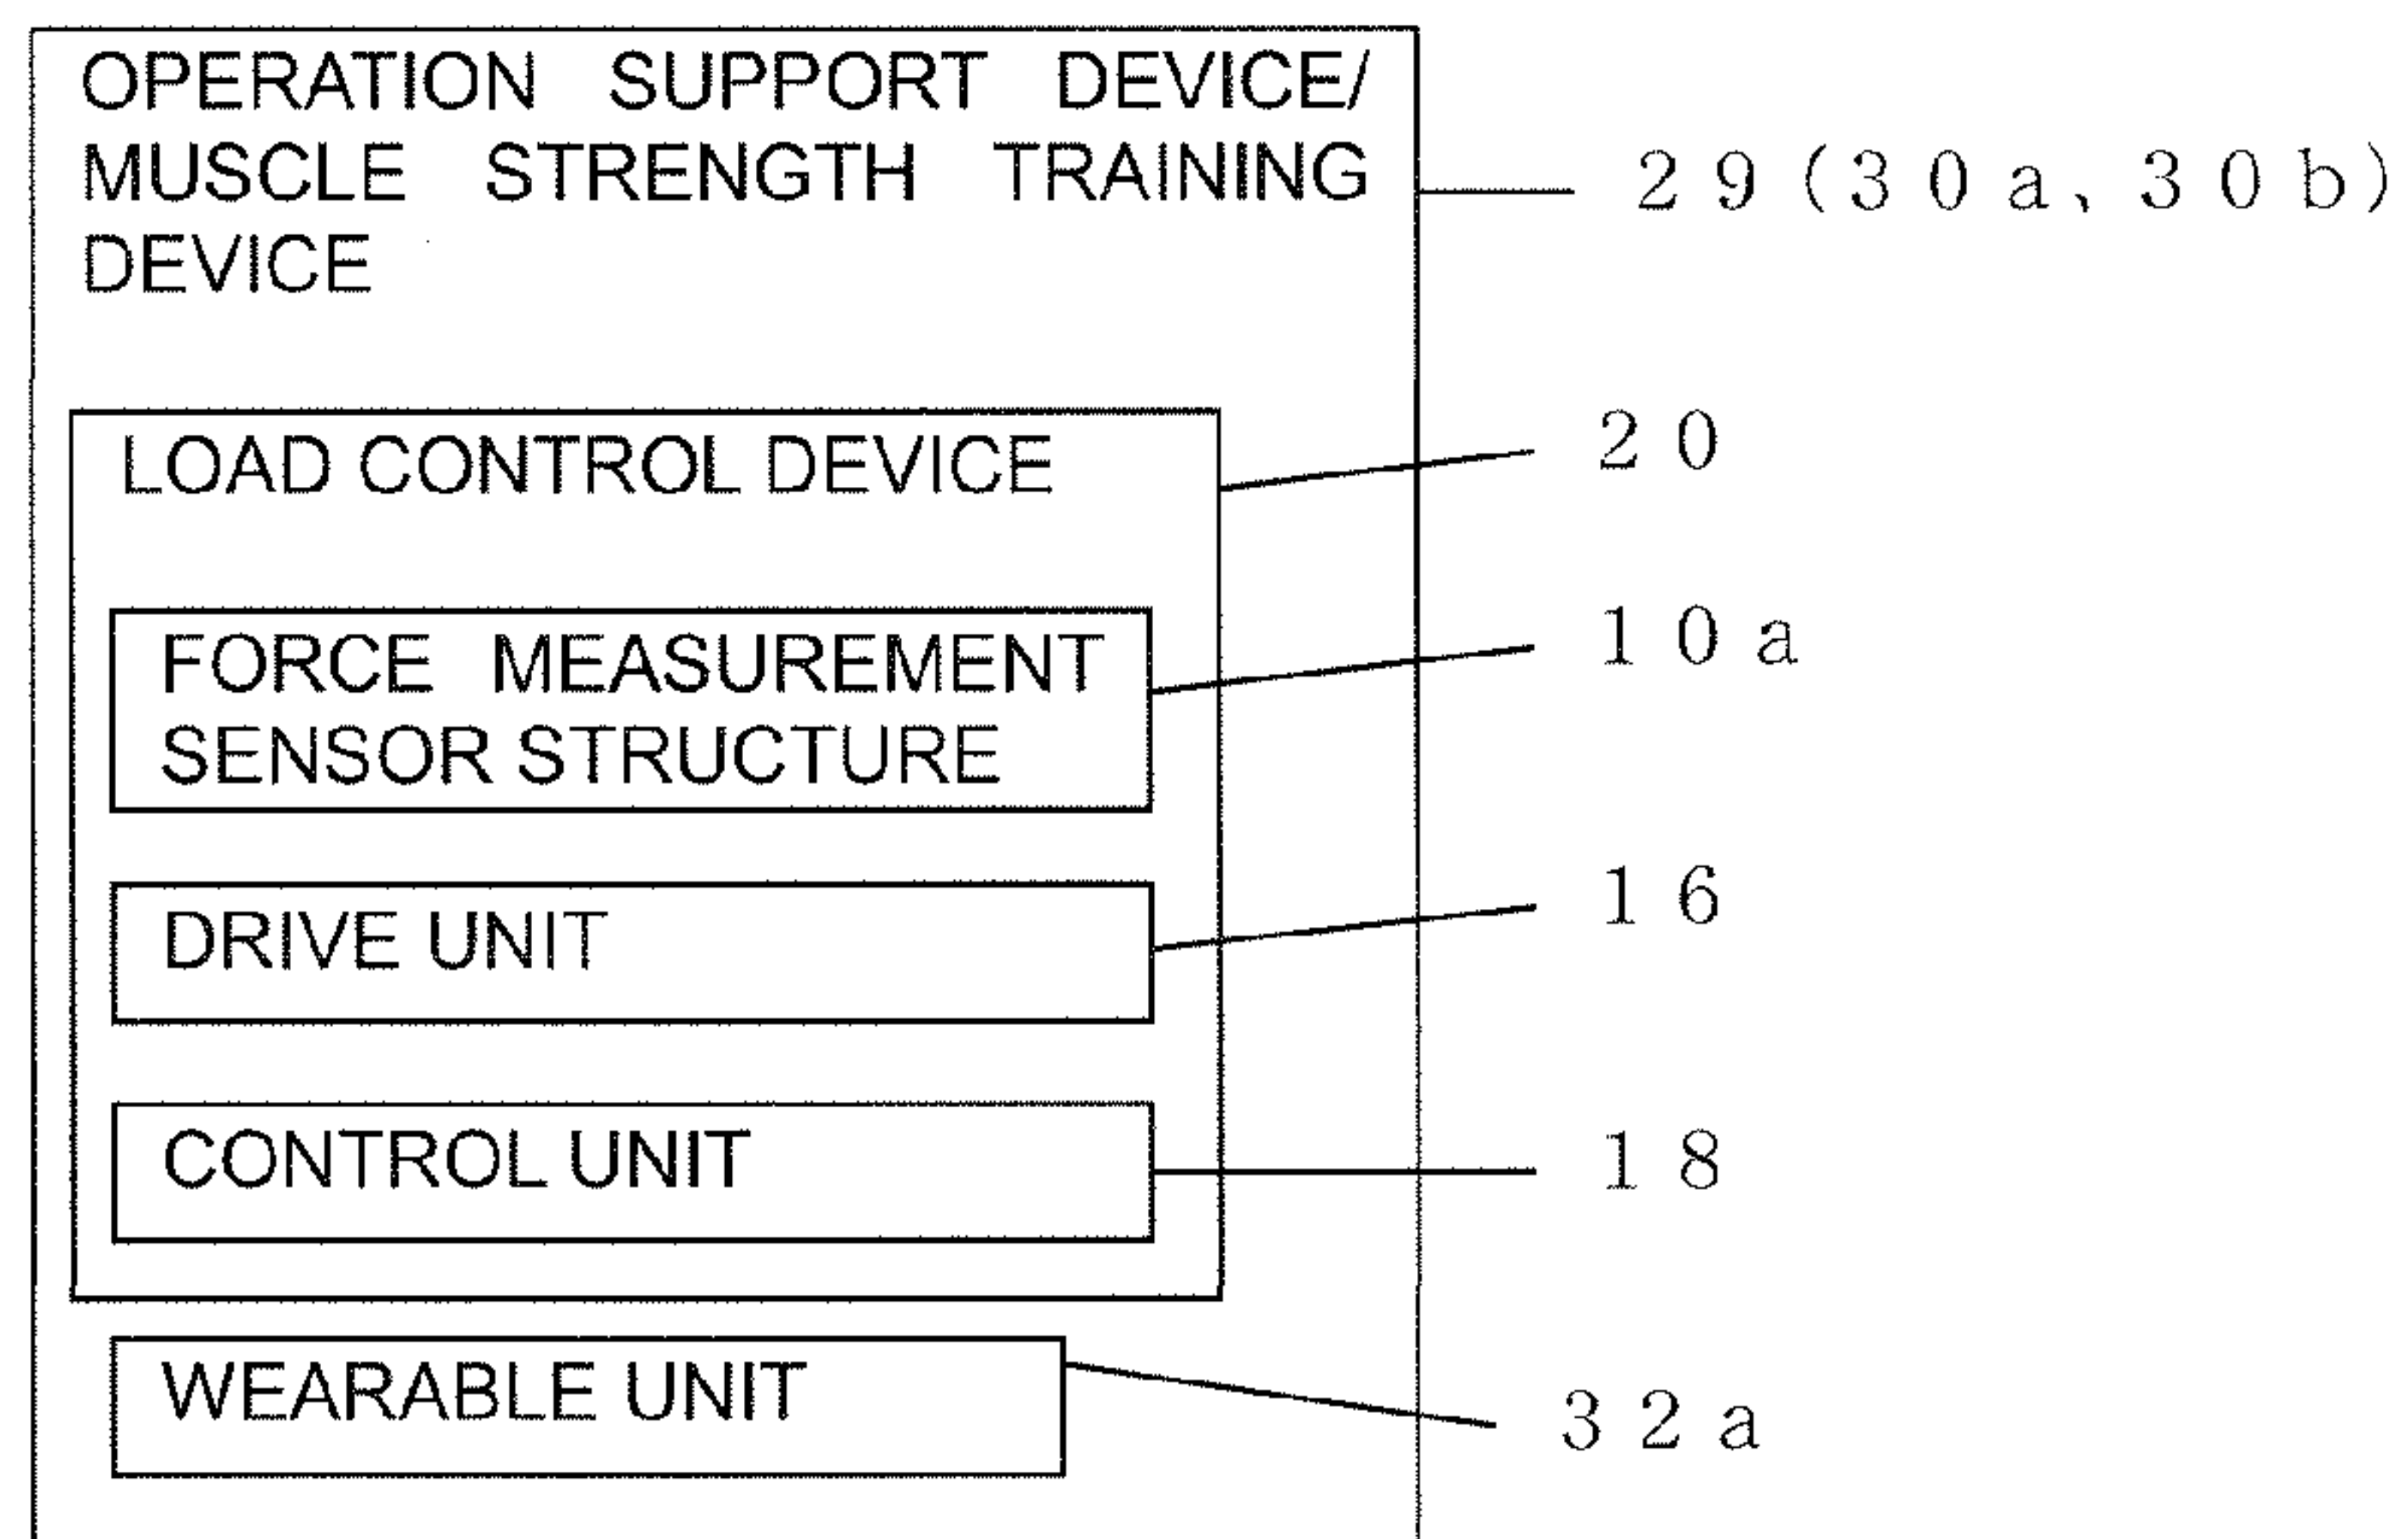 OPERATION SUPPORT DEVICE/
MUSCLE STRENGTH TRAINING
DEVICE
29(30a、30b)
LOAD CONTROL DEVICE
20
FORCE MEASUREMENT
SENSOR STRUCTURE
10a
DRIVE UNIT
16
CONTROL UNIT
18
WEARABLE UNIT
32a